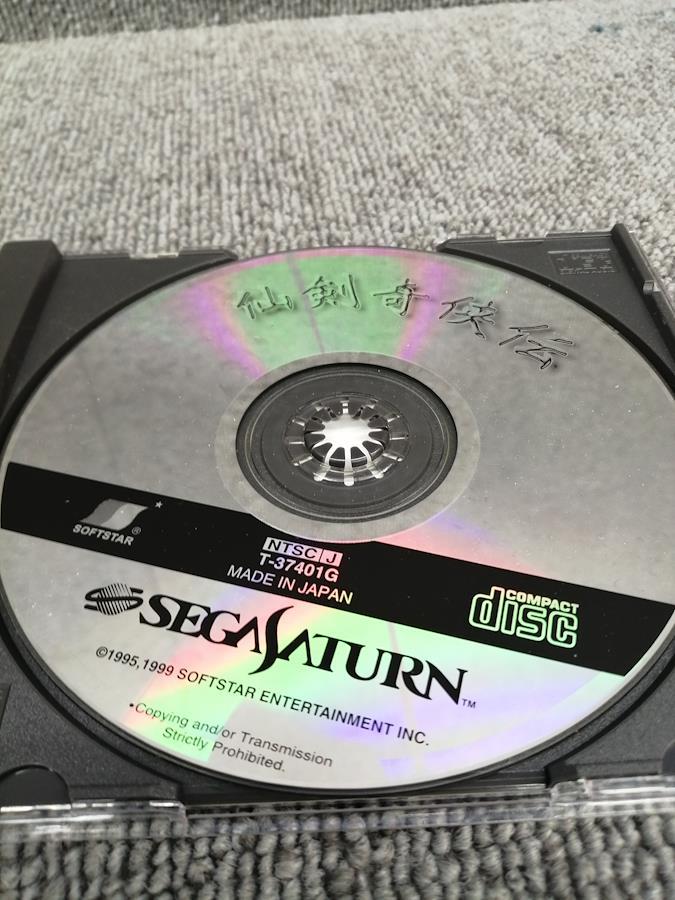 仙剣奇侠伝
SOFTSTAR®
NTSC J
T-37401G
MADE IN JAPAN
COMPACT
disc
SEGA SATURN™
©1995,1999 SOFTSTAR ENTERTAINMENT INC.
•Copying and/or Transmission
Strictly Prohibited.